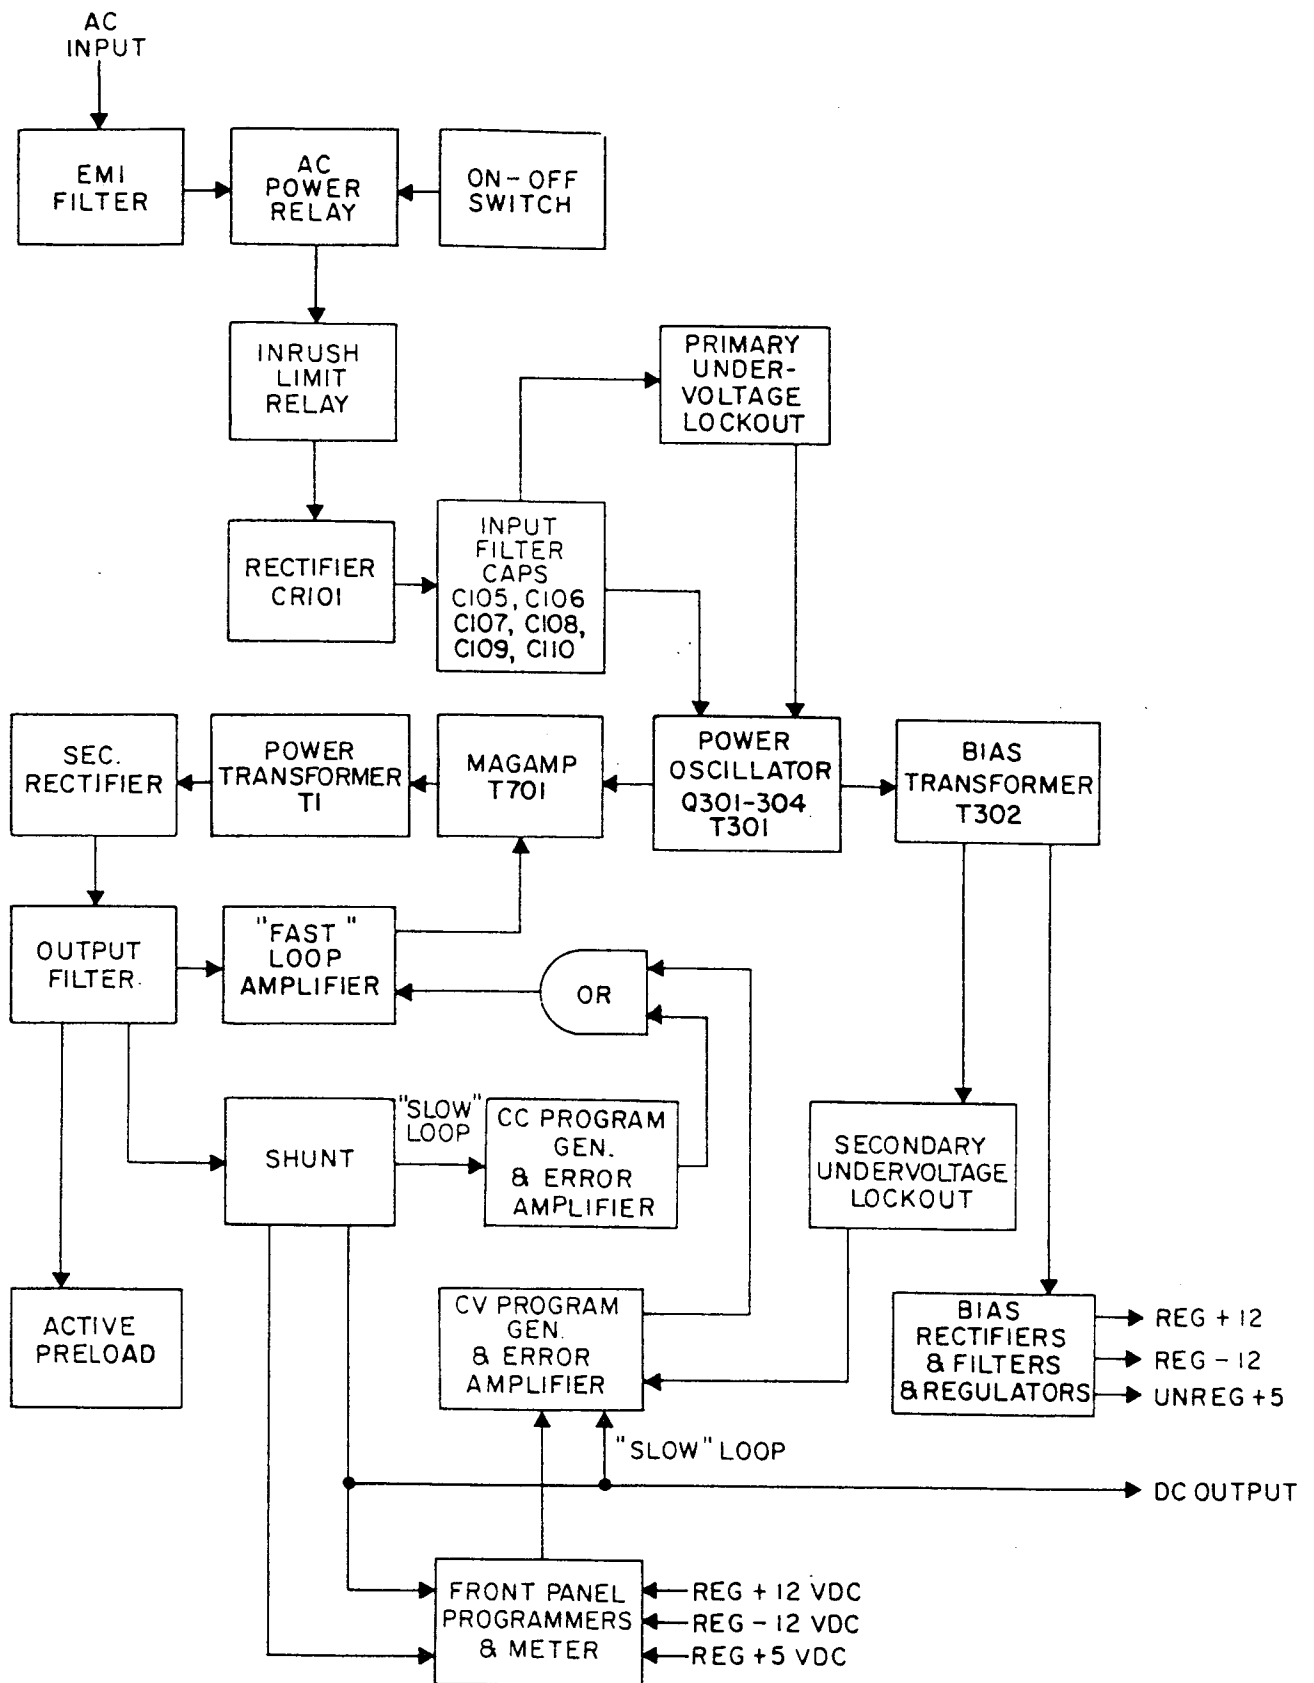 AC
INPUT
EMI
FILTER
AC
POWER
RELAY
ON-OFF
SWITCH
INRUSH
LIMIT
RELAY
PRIMARY
UNDER-
VOLTAGE
LOCKOUT
RECTIFIER
CR101
INPUT
FILTER
CAPS
C105, C106
C107, C108,
C109, C110
SEC.
RECTIFIER
POWER
TRANSFORMER
T1
MAGAMP
T701
POWER
OSCILLATOR
Q301-304
T301
BIAS
TRANSFORMER
T302
OUTPUT
FILTER
"FAST"
LOOP
AMPLIFIER
OR
SHUNT
"SLOW"
LOOP
CC PROGRAM
GEN.
& ERROR
AMPLIFIER
SECONDARY
UNDERVOLTAGE
LOCKOUT
ACTIVE
PRELOAD
CV PROGRAM
GEN.
& ERROR
AMPLIFIER
BIAS
RECTIFIERS
& FILTERS
& REGULATORS
REG +12
REG -12
UNREG +5
"SLOW" LOOP
DC OUTPUT
FRONT PANEL
PROGRAMMERS
& METER
REG +12 VDC
REG -12 VDC
REG +5 VDC